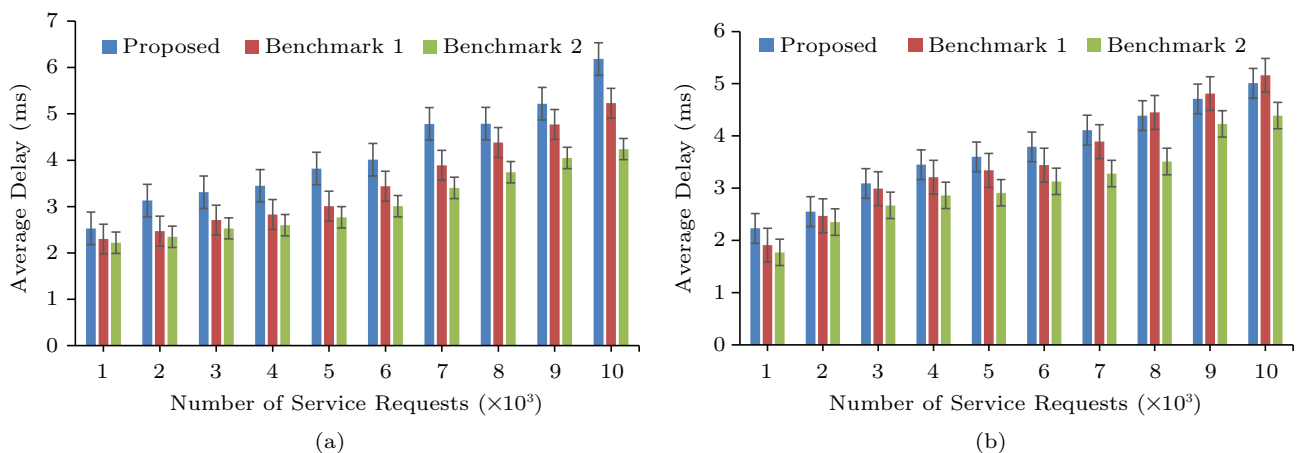 7
6
5
4
3
2
1
0
Average Delay (ms)
Proposed Benchmark 1 Benchmark 2
1 2 3 4 5 6 7 8 9 10
Number of Service Requests (×10³)
(a)
6
5
4
3
2
1
0
Average Delay (ms)
Proposed Benchmark 1 Benchmark 2
1 2 3 4 5 6 7 8 9 10
Number of Service Requests (×10³)
(b)